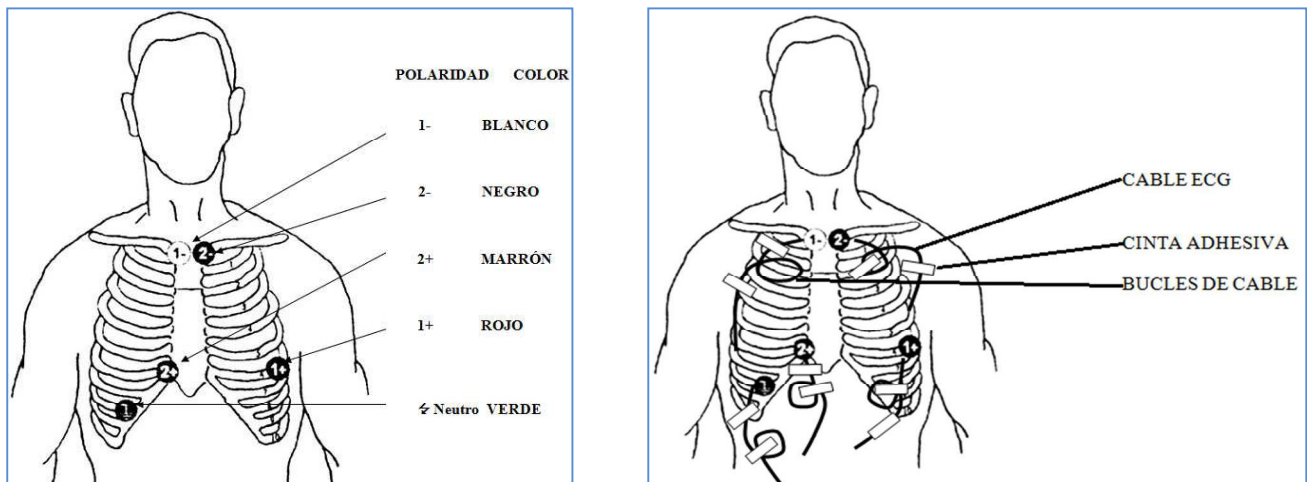 POLARIDAD COLOR
1- BLANCO
2- NEGRO
2+ MARRÓN
1+ ROJO
Neutro VERDE
1-
2-
2+
1+
CABLE ECG
CINTA ADHESIVA
BUCLES DE CABLE
1-
2-
2+
1+